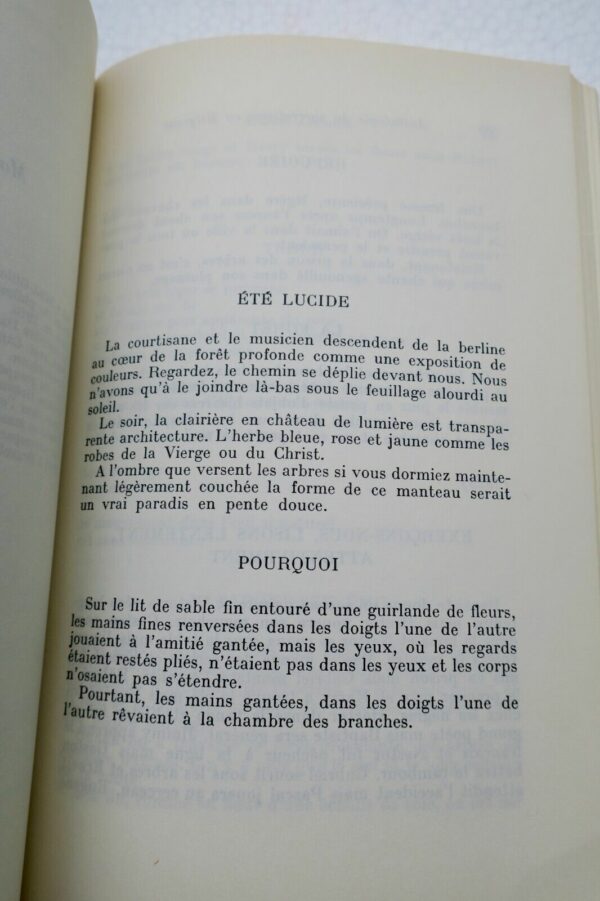 ÉTÉ LUCIDE
La courtisane et le musicien descendent de la berline
au cœur de la forêt profonde comme une exposition de
couleurs. Regardez, le chemin se déplie devant nous. Nous
n'avons qu'à le joindre là-bas sous le feuillage alourdi au
soleil.
Le soir, la clairière en château de lumière est transpa-
rente architecture. L'herbe bleue, rose et jaune comme les
robes de la Vierge ou du Christ.
A l'ombre que versent les arbres si vous dormiez mainte-
nant légèrement couchée la forme de ce manteau serait
un vrai paradis en pente douce.
POURQUOI
Sur le lit de sable fin entouré d'une guirlande de fleurs,
les mains fines renversées dans les doigts l'une de l'autre
jouaient à l'amitié gantée, mais les yeux, où les regards
étaient restés pliés, n'étaient pas dans les yeux et les corps
n'osaient pas s'étendre.
Pourtant, les mains gantées, dans les doigts l'une de
l'autre rêvaient à la chambre des branches.